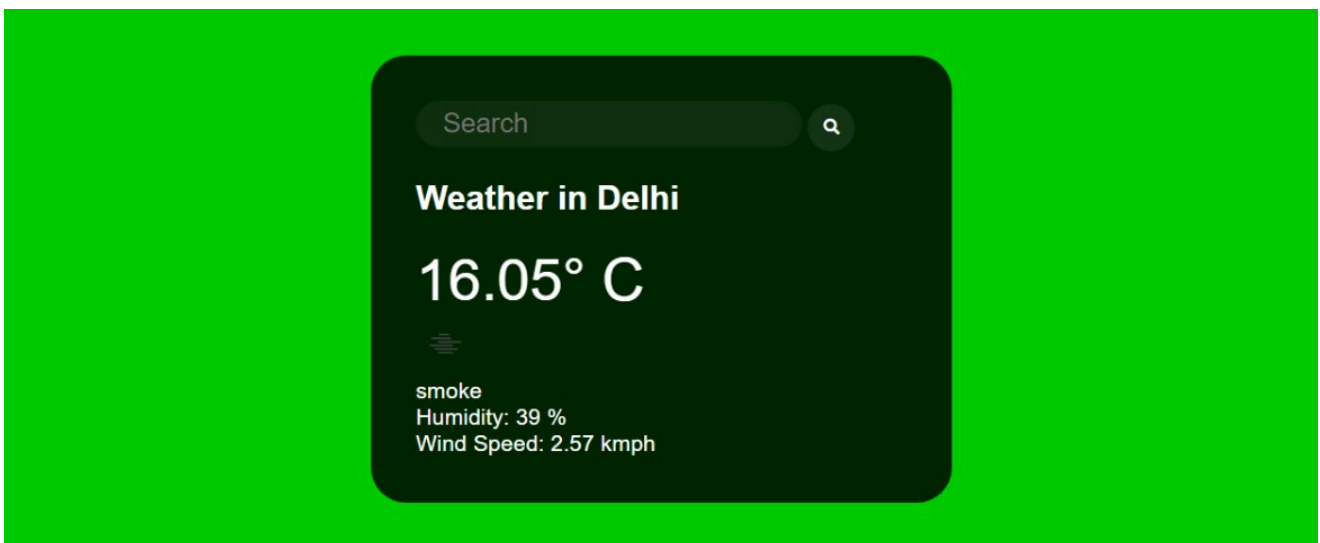 Search
Weather in Delhi
16.05° C
smoke
Humidity: 39 %
Wind Speed: 2.57 kmph